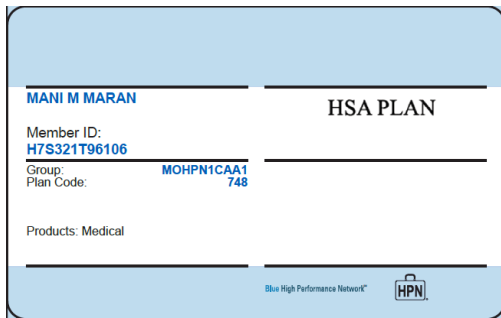 MANI M MARAN
HSA PLAN
Member ID:
H7S321T96106
Group: MOHPN1CAA1
Plan Code: 748
Products: Medical
Blue High Performance Network℠
HPN